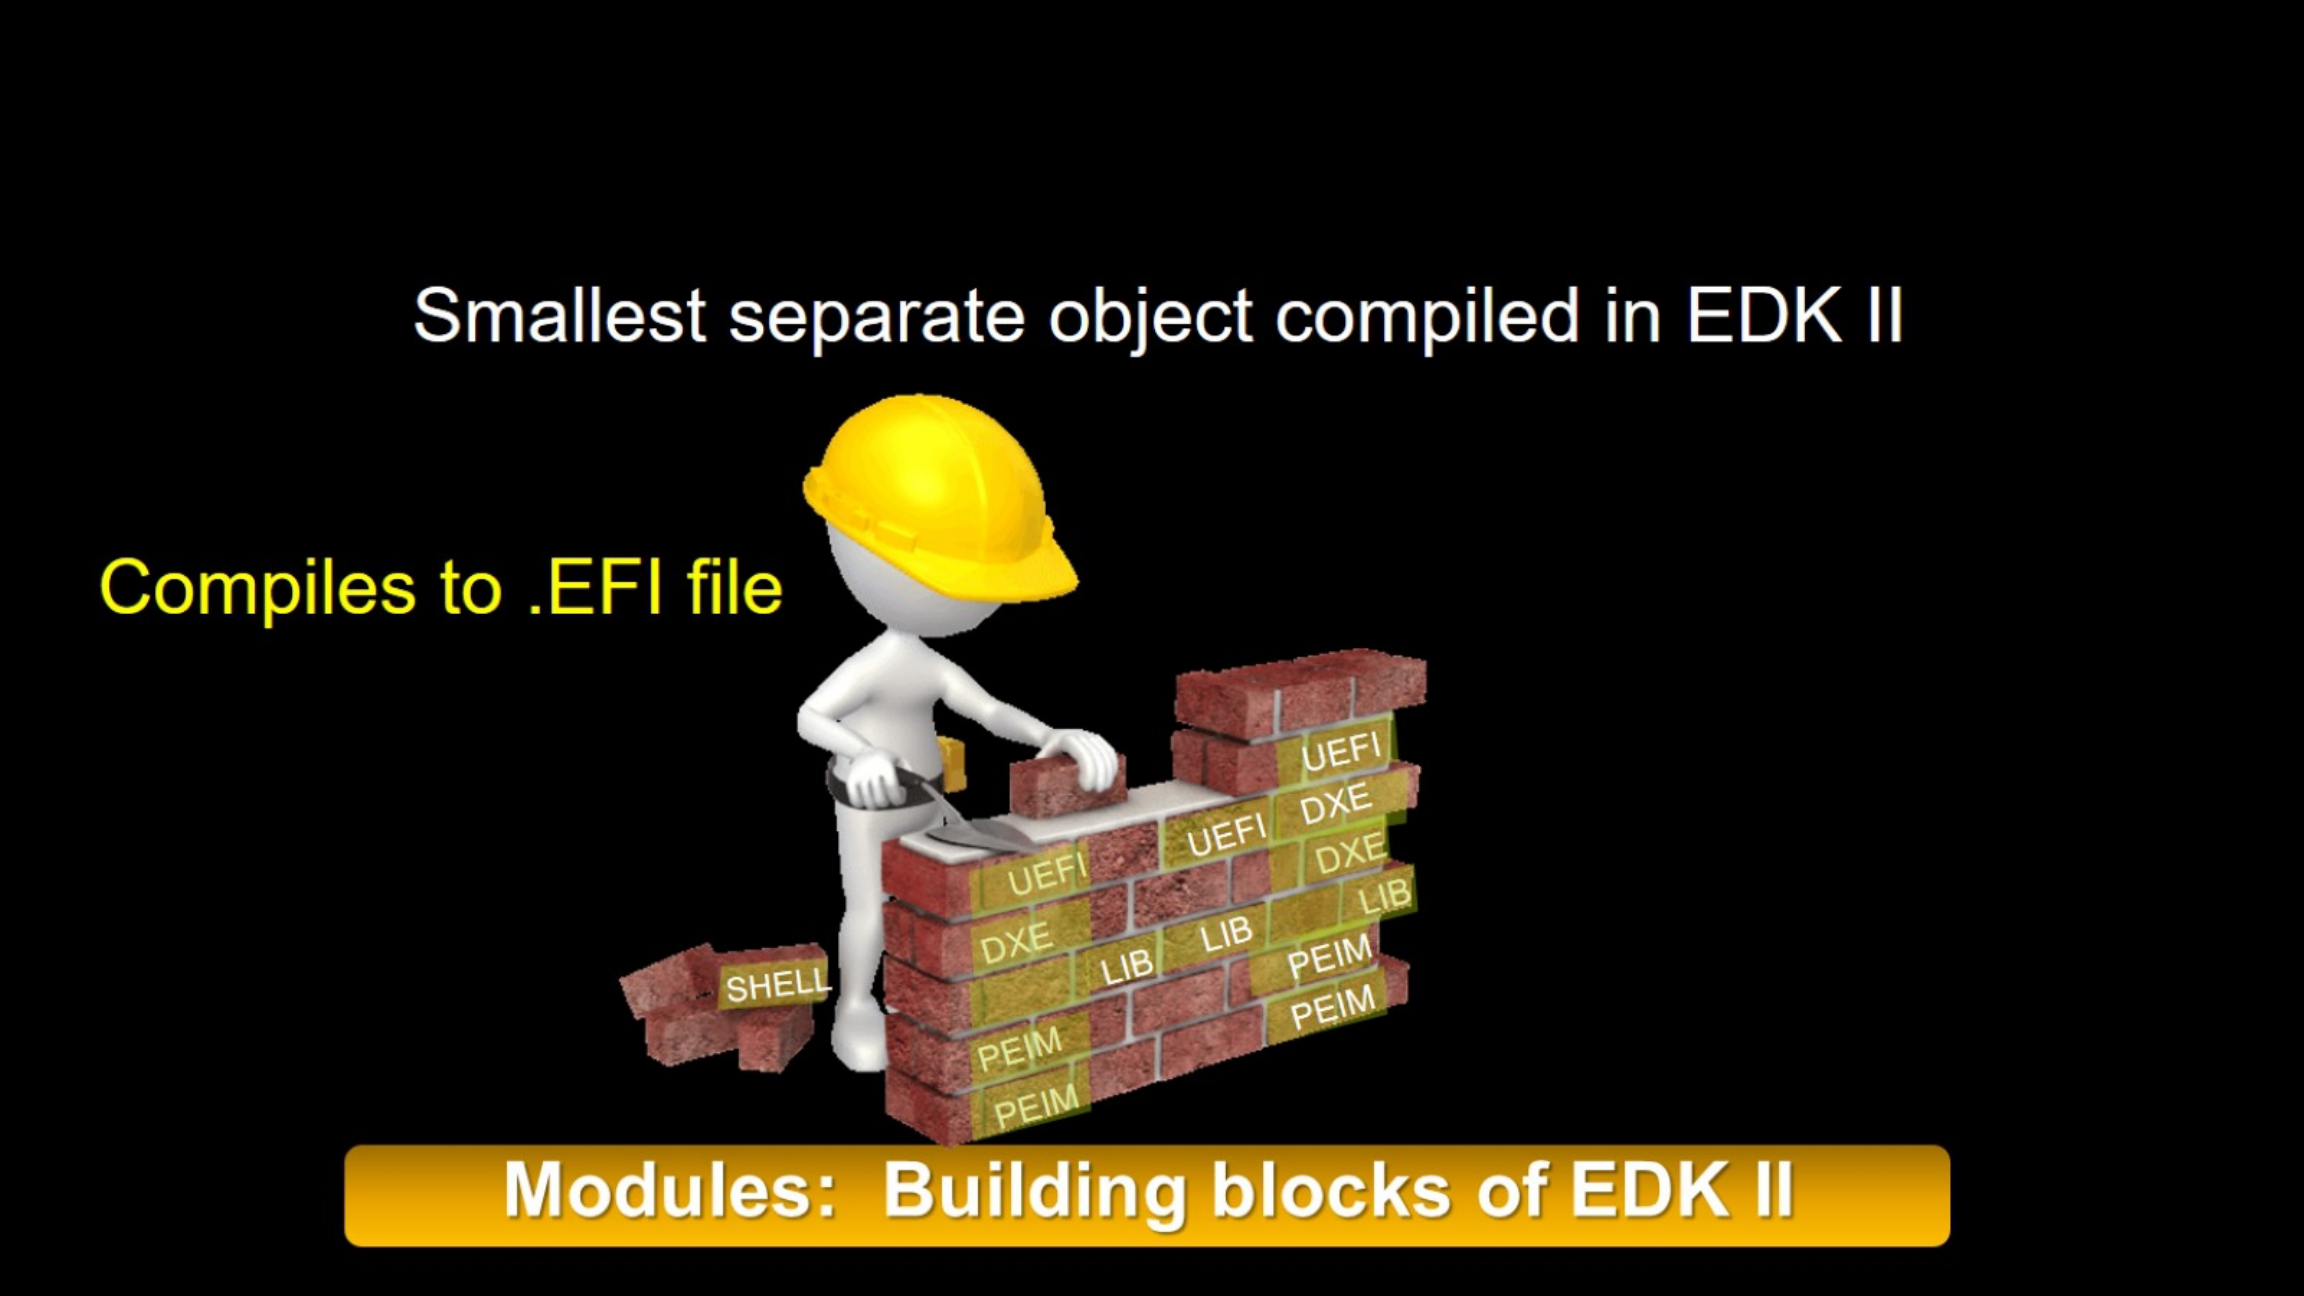 Smallest separate object compiled in EDK II
Compiles to .EFI file
UEFI
DXE
UEFI
DXE
UEFI
LIB
DXE
LIB
LIB
PEIM
SHELL
PEIM
PEIM
PEIM
Modules: Building blocks of EDK II